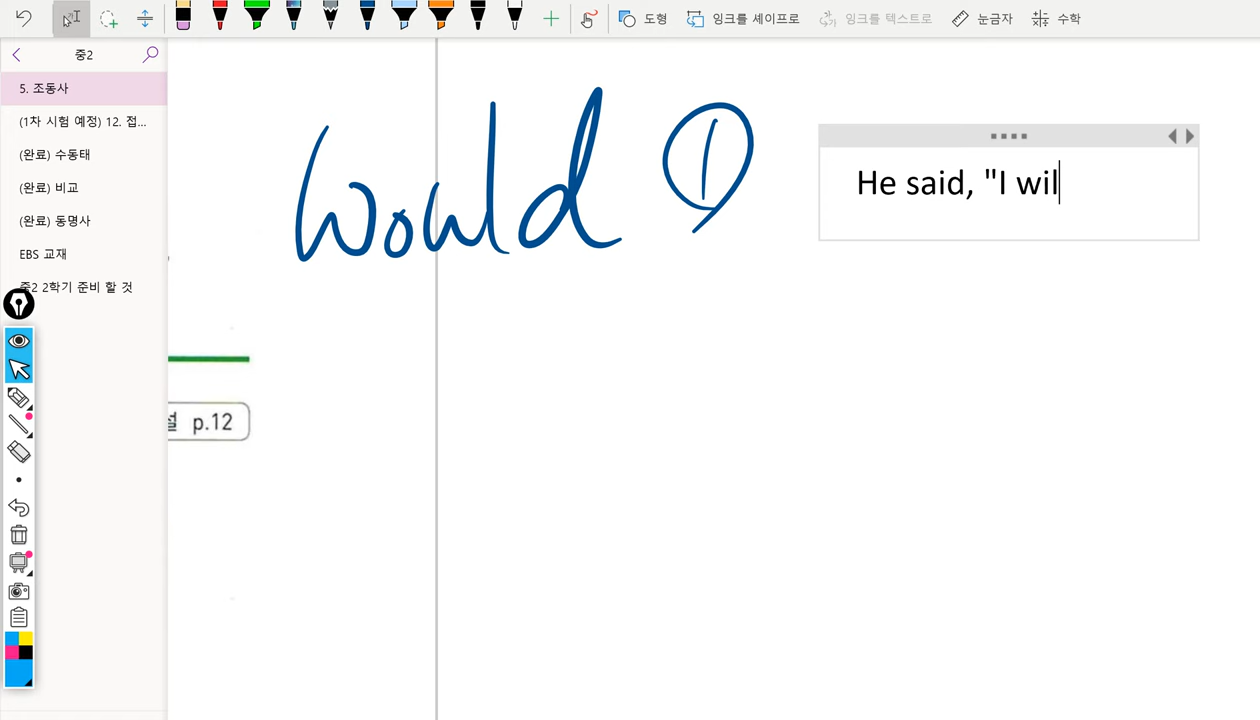 도형 잉크를 셰이프로 잉크를 텍스트로 눈금자 수학
중2
5. 조동사
(1차 시험 예정) 12. 접...
(완료) 수동태
(완료) 비교
(완료) 동명사
EBS 교재
중2 2학기 준비 할 것
would ①
He said, "I wil
설 p.12